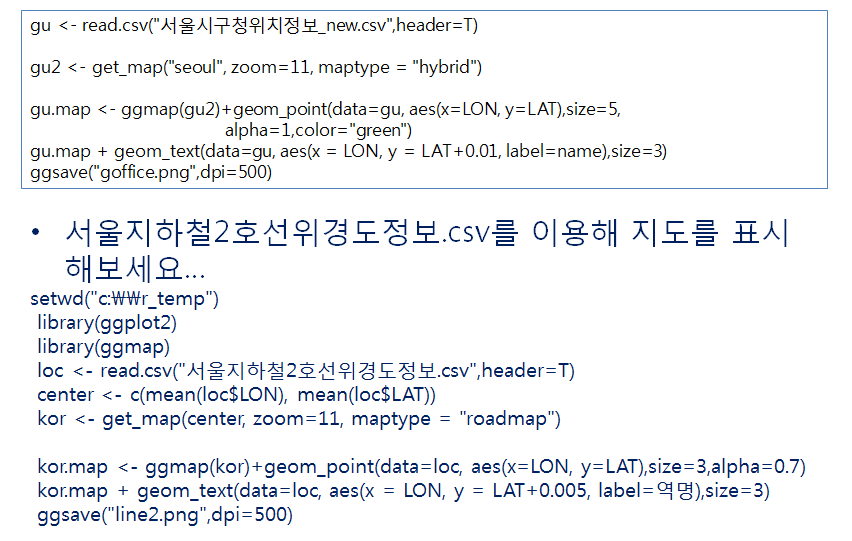 gu <- read.csv("서울시구청위치정보_new.csv",header=T)
gu2 <- get_map("seoul", zoom=11, maptype = "hybrid")
gu.map <- ggmap(gu2)+geom_point(data=gu, aes(x=LON, y=LAT),size=5,
alpha=1,color="green")
gu.map + geom_text(data=gu, aes(x = LON, y = LAT+0.01, label=name),size=3)
ggsave("goffice.png",dpi=500)
• 서울지하철2호선위경도정보.csv를 이용해 지도를 표시
해보세요...
setwd("c:₩₩r_temp")
library(ggplot2)
library(ggmap)
loc <- read.csv("서울지하철2호선위경도정보.csv",header=T)
center <- c(mean(loc$LON), mean(loc$LAT))
kor <- get_map(center, zoom=11, maptype = "roadmap")
kor.map <- ggmap(kor)+geom_point(data=loc, aes(x=LON, y=LAT),size=3,alpha=0.7)
kor.map + geom_text(data=loc, aes(x = LON, y = LAT+0.005, label=역명),size=3)
ggsave("line2.png",dpi=500)